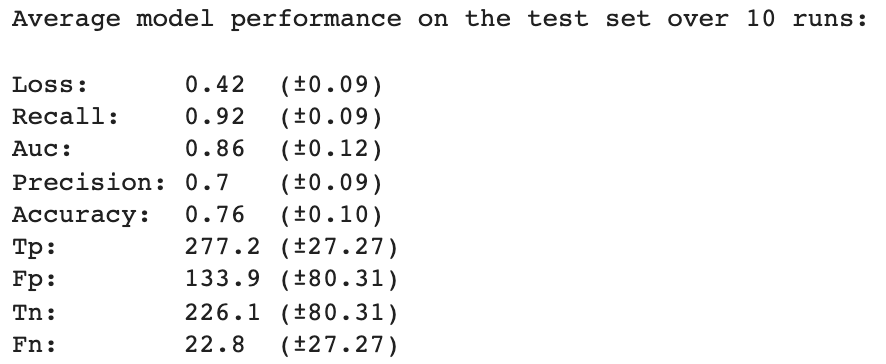 Average model performance on the test set over 10 runs:
Loss: 0.42 (±0.09)
Recall: 0.92 (±0.09)
Auc: 0.86 (±0.12)
Precision: 0.7 (±0.09)
Accuracy: 0.76 (±0.10)
Tp: 277.2 (±27.27)
Fp: 133.9 (±80.31)
Tn: 226.1 (±80.31)
Fn: 22.8 (±27.27)